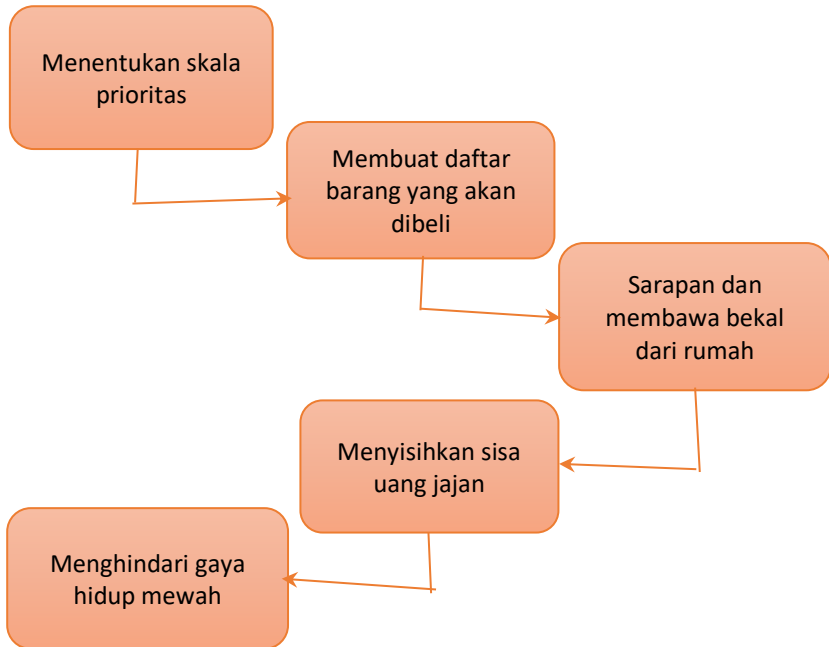 Menentukan skala
prioritas
Membuat daftar
barang yang akan
dibeli
Sarapan dan
membawa bekal
dari rumah
Menyisihkan sisa
uang jajan
Menghindari gaya
hidup mewah